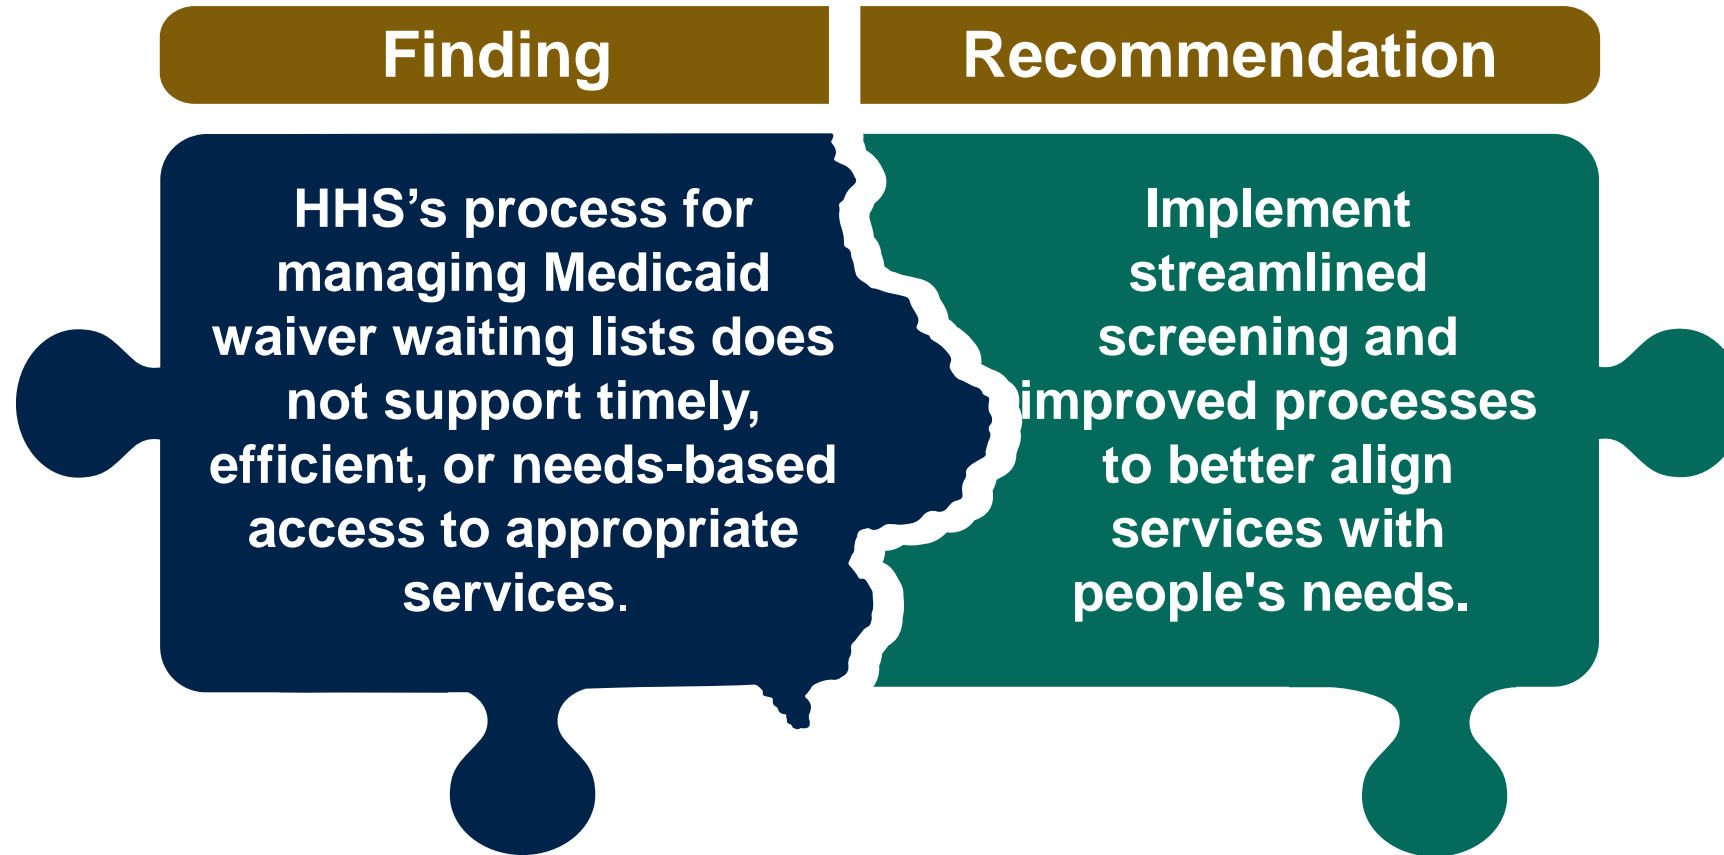 Finding
Recommendation
HHS’s process for
managing Medicaid
waiver waiting lists does
not support timely,
efficient, or needs-based
access to appropriate
services.
Implement
streamlined
screening and
improved processes
to better align
services with
people's needs.